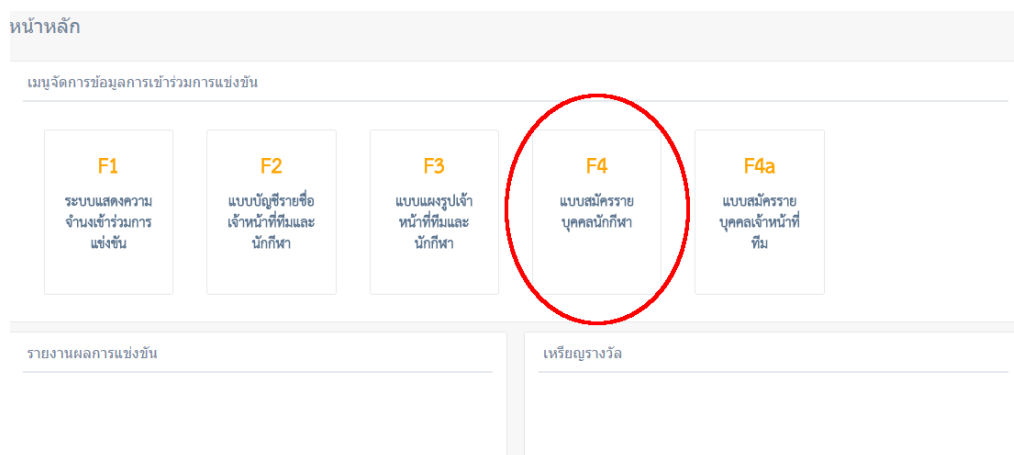 หน้าหลัก
เมนูจัดการข้อมูลการเข้าร่วมการแข่งขัน
F1
ระบบแสดงความ
จำนงเข้าร่วมการ
แข่งขัน
F2
แบบบัญชีรายชื่อ
เจ้าหน้าที่ทีมและ
นักกีฬา
F3
แบบแผงรูปเจ้า
หน้าที่ทีมและ
นักกีฬา
F4
แบบสมัครราย
บุคคลนักกีฬา
F4a
แบบสมัครราย
บุคคลเจ้าหน้าที่
ทีม
รายงานผลการแข่งขัน
เหรียญรางวัล